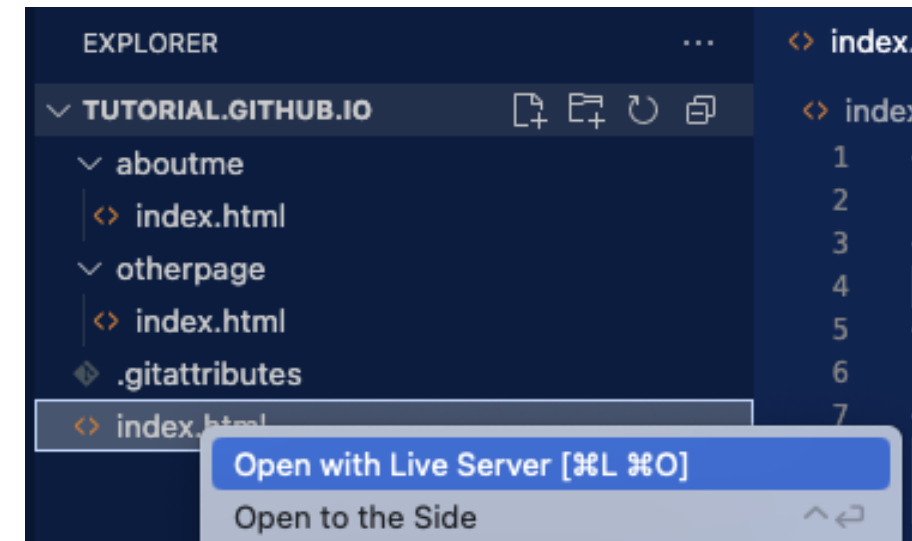 EXPLORER ...
index.
TUTORIAL.GITHUB.IO
index
aboutme
index.html
otherpage
index.html
.gitattributes
index.html
Open with Live Server [⌘L ⌘O]
Open to the Side ^⏎
1
2
3
4
5
6
7